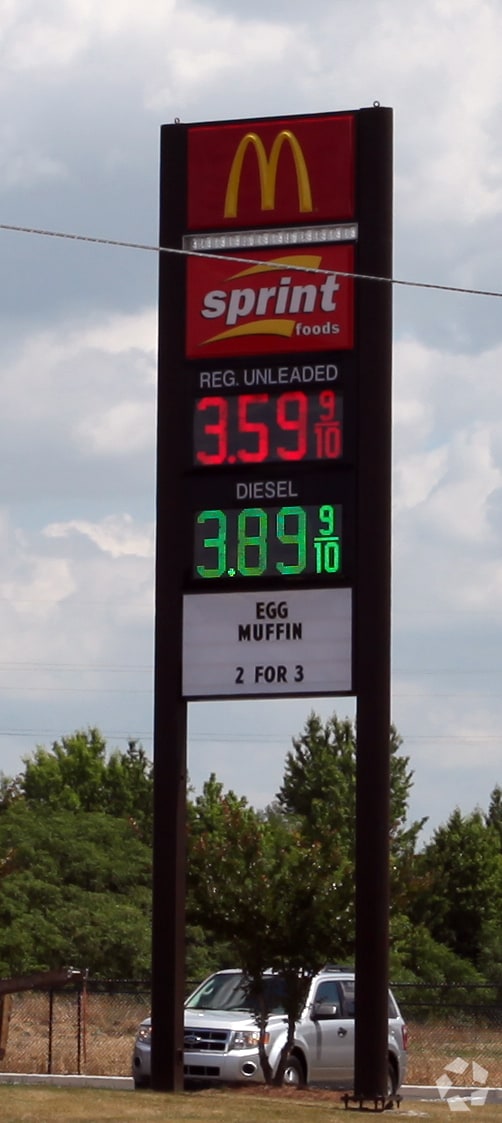 M
sprint
foods
REG. UNLEADED
3.59 9/10
DIESEL
3.89 9/10
EGG
MUFFIN
2 FOR 3